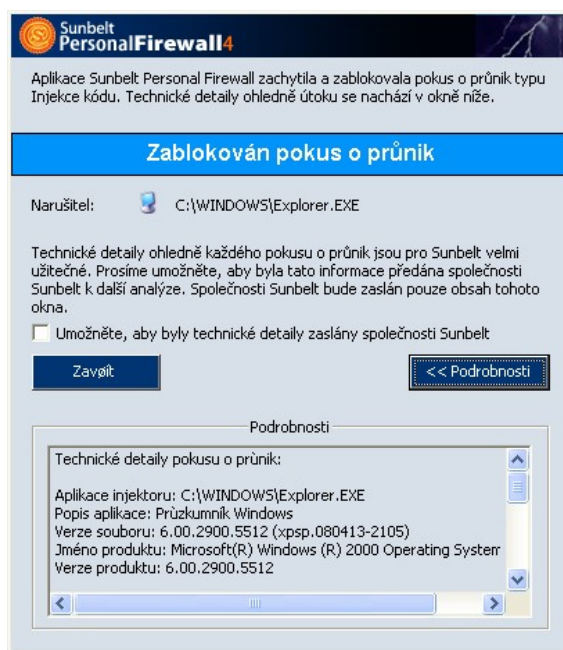 Sunbelt
PersonalFirewall4
Aplikace Sunbelt Personal Firewall zachytila a zablokovala pokus o průnik typu
Injekce kódu. Technické detaily ohledně útoku se nachází v okně níže.
Zablokován pokus o průnik
Narušitel: C:\WINDOWS\Explorer.EXE
Technické detaily ohledně každého pokusu o průnik jsou pro Sunbelt velmi
užitečné. Prosíme umožněte, aby byla tato informace předána společnosti
Sunbelt k další analýze. Společnosti Sunbelt bude zaslán pouze obsah tohoto
okna.
Umožněte, aby byly technické detaily zaslány společnosti Sunbelt
Zavøít
<< Podrobnosti
Podrobnosti
Technické detaily pokusu o prùnik:
Aplikace injektoru: C:\WINDOWS\Explorer.EXE
Popis aplikace: Prùzkumník Windows
Verze souboru: 6.00.2900.5512 (xpsp.080413-2105)
Jméno produktu: Microsoft(R) Windows (R) 2000 Operating System
Verze produktu: 6.00.2900.5512